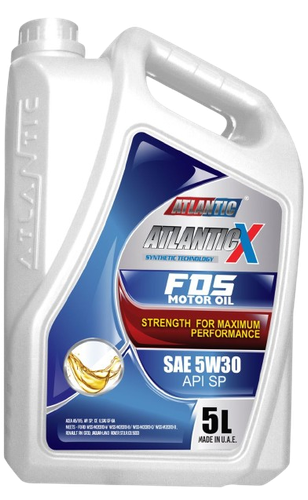 ATLANTIC
ATLANTIC
ATLANTIC X
SYNTHETIC TECHNOLOGY
FOS
MOTOR OIL
STRENGTH FOR MAXIMUM
PERFORMANCE
SAE 5W30
API SP
5L
MADE IN U.A.E.